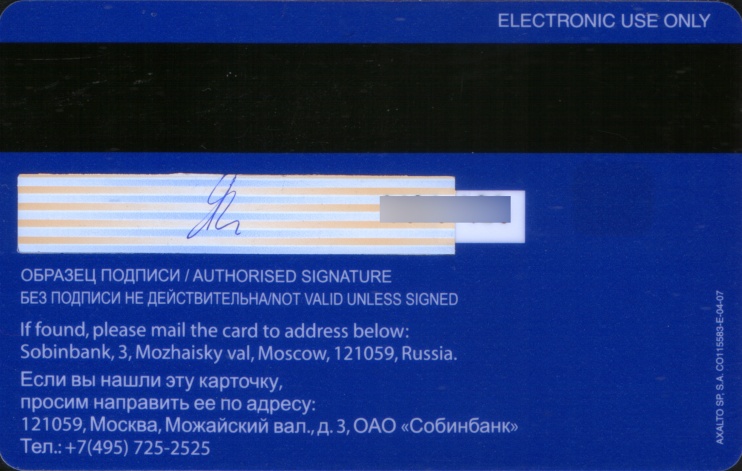 ELECTRONIC USE ONLY
ОБРАЗЕЦ ПОДПИСИ / AUTHORISED SIGNATURE
БЕЗ ПОДПИСИ НЕ ДЕЙСТВИТЕЛЬНА/NOT VALID UNLESS SIGNED
If found, please mail the card to address below:
Sobinbank, 3, Mozhaisky val, Moscow, 121059, Russia.
Если вы нашли эту карточку,
просим направить ее по адресу:
121059, Москва, Можайский вал., д. 3, ОАО «Собинбанк»
Тел.: +7(495) 725-2525
AXALTO SP, S.A. CO115583-E-04-07